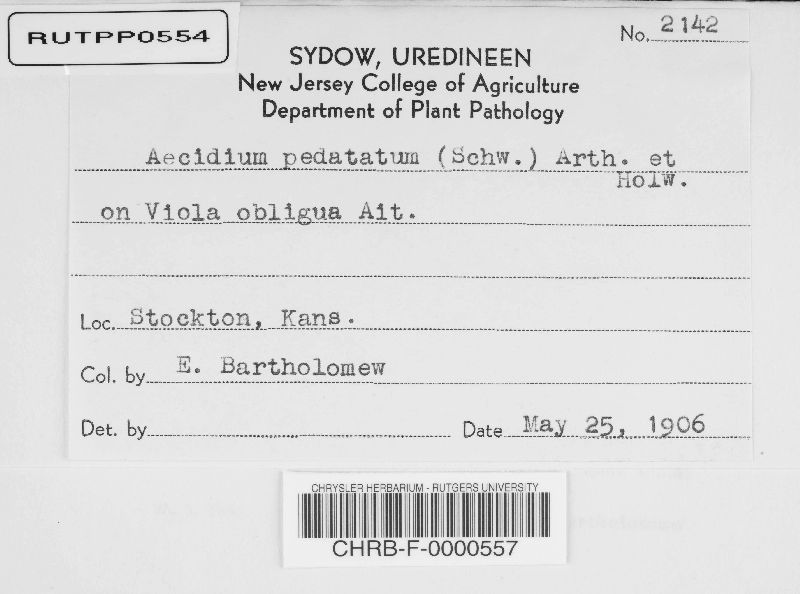 RUTPP0554
No. 2142
SYDOW, UREDINEEN
New Jersey College of Agriculture
Department of Plant Pathology
Aecidium pedatatum (Schw.) Arth. et
Holw.
on Viola obligua Ait.
Loc. Stockton, Kans.
Col. by E. Bartholomew
Det. by
Date May 25, 1906
CHRYSLER HERBARIUM - RUTGERS UNIVERSITY
CHRB-F-0000557